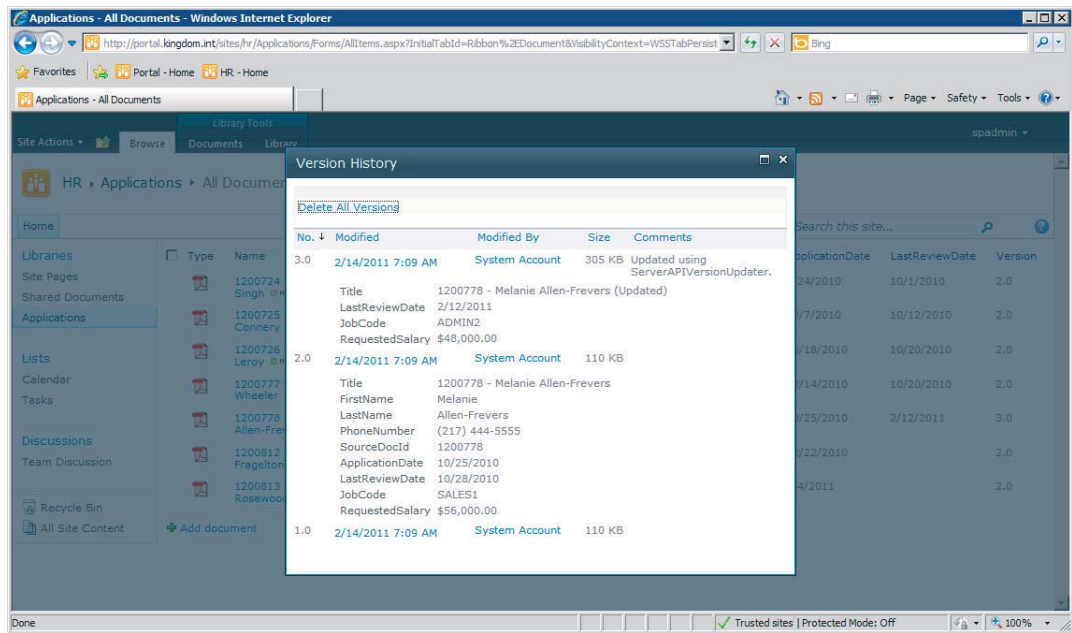 Applications - All Documents - Windows Internet Explorer
http://portal.kingdom.int/sites/hr/Applications/Forms/AllItems.aspx?InitialTabId=Ribbon%2EDocument&VisibilityContext=WSSTabPersist
Bing
Favorites Portal - Home HR - Home
Applications - All Documents
Page Safety Tools
Library Tools
spadmin
Site Actions Browse Documents Library
Version History
HR Applications All Documen
Delete All Versions
Home
Search this site...
No. Modified Modified By Size Comments
Libraries
Type Name
ApplicationDate LastReviewDate Version
3.0 2/14/2011 7:09 AM System Account 305 KB Updated using
ServerAPIVersionUpdater.
Site Pages
1200724
Singh
24/2010 10/1/2010 2.0
Title 1200778 - Melanie Allen-Frevers (Updated)
Shared Documents
LastReviewDate 2/12/2011
Applications
1200725
Connery
/7/2010 10/12/2010 2.0
JobCode ADMIN2
RequestedSalary $48,000.00
1200726
Leroy
/18/2010 10/20/2010 2.0
Lists
2.0 2/14/2011 7:09 AM System Account 110 KB
Calendar
1200777
Wheeler
/14/2010 10/20/2010 2.0
Title 1200778 - Melanie Allen-Frevers
Tasks
FirstName Melanie
LastName Allen-Frevers
1200778
Allen-Frev
/25/2010 2/12/2011 3.0
PhoneNumber (217) 444-5555
Discussions
SourceDocId 1200778
Team Discussion
1200812
Fragelton
/22/2010 2.0
ApplicationDate 10/25/2010
LastReviewDate 10/28/2010
1200813
Rosewood
4/2011 2.0
JobCode SALES1
Recycle Bin
RequestedSalary $56,000.00
All Site Content
Add document
1.0 2/14/2011 7:09 AM System Account 110 KB
Done
Trusted sites | Protected Mode: Off
100%